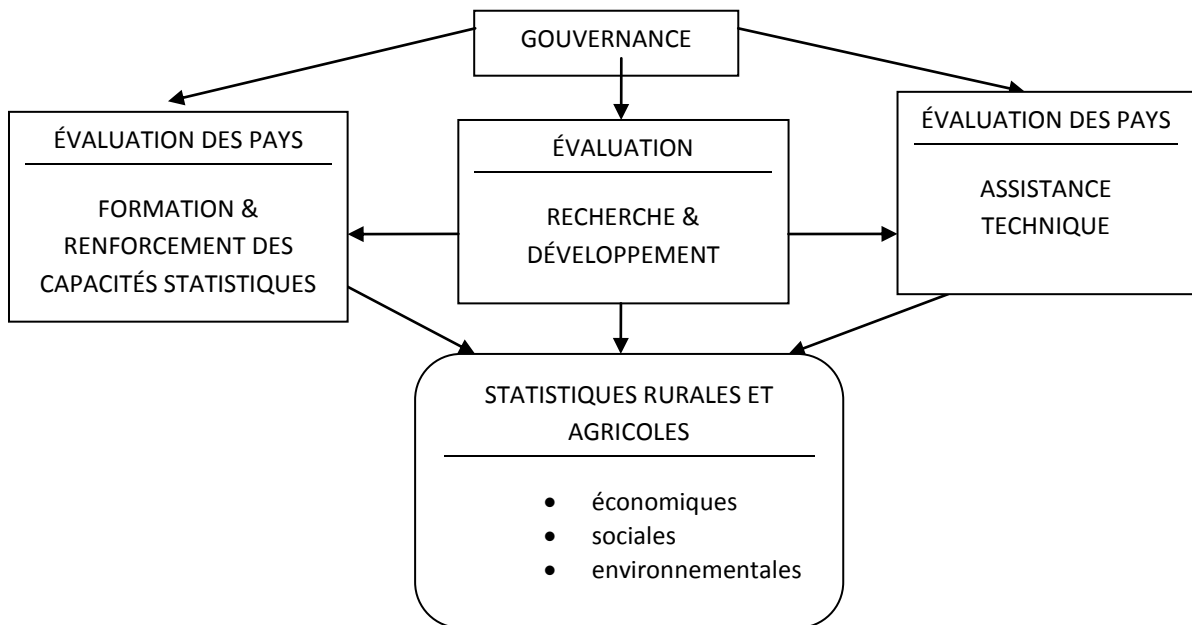 GOUVERNANCE
ÉVALUATION DES PAYS
FORMATION &
RENFORCEMENT DES
CAPACITÉS STATISTIQUES
ÉVALUATION
RECHERCHE &
DÉVELOPPEMENT
ÉVALUATION DES PAYS
ASSISTANCE
TECHNIQUE
STATISTIQUES RURALES ET
AGRICOLES
• économiques
• sociales
• environnementales